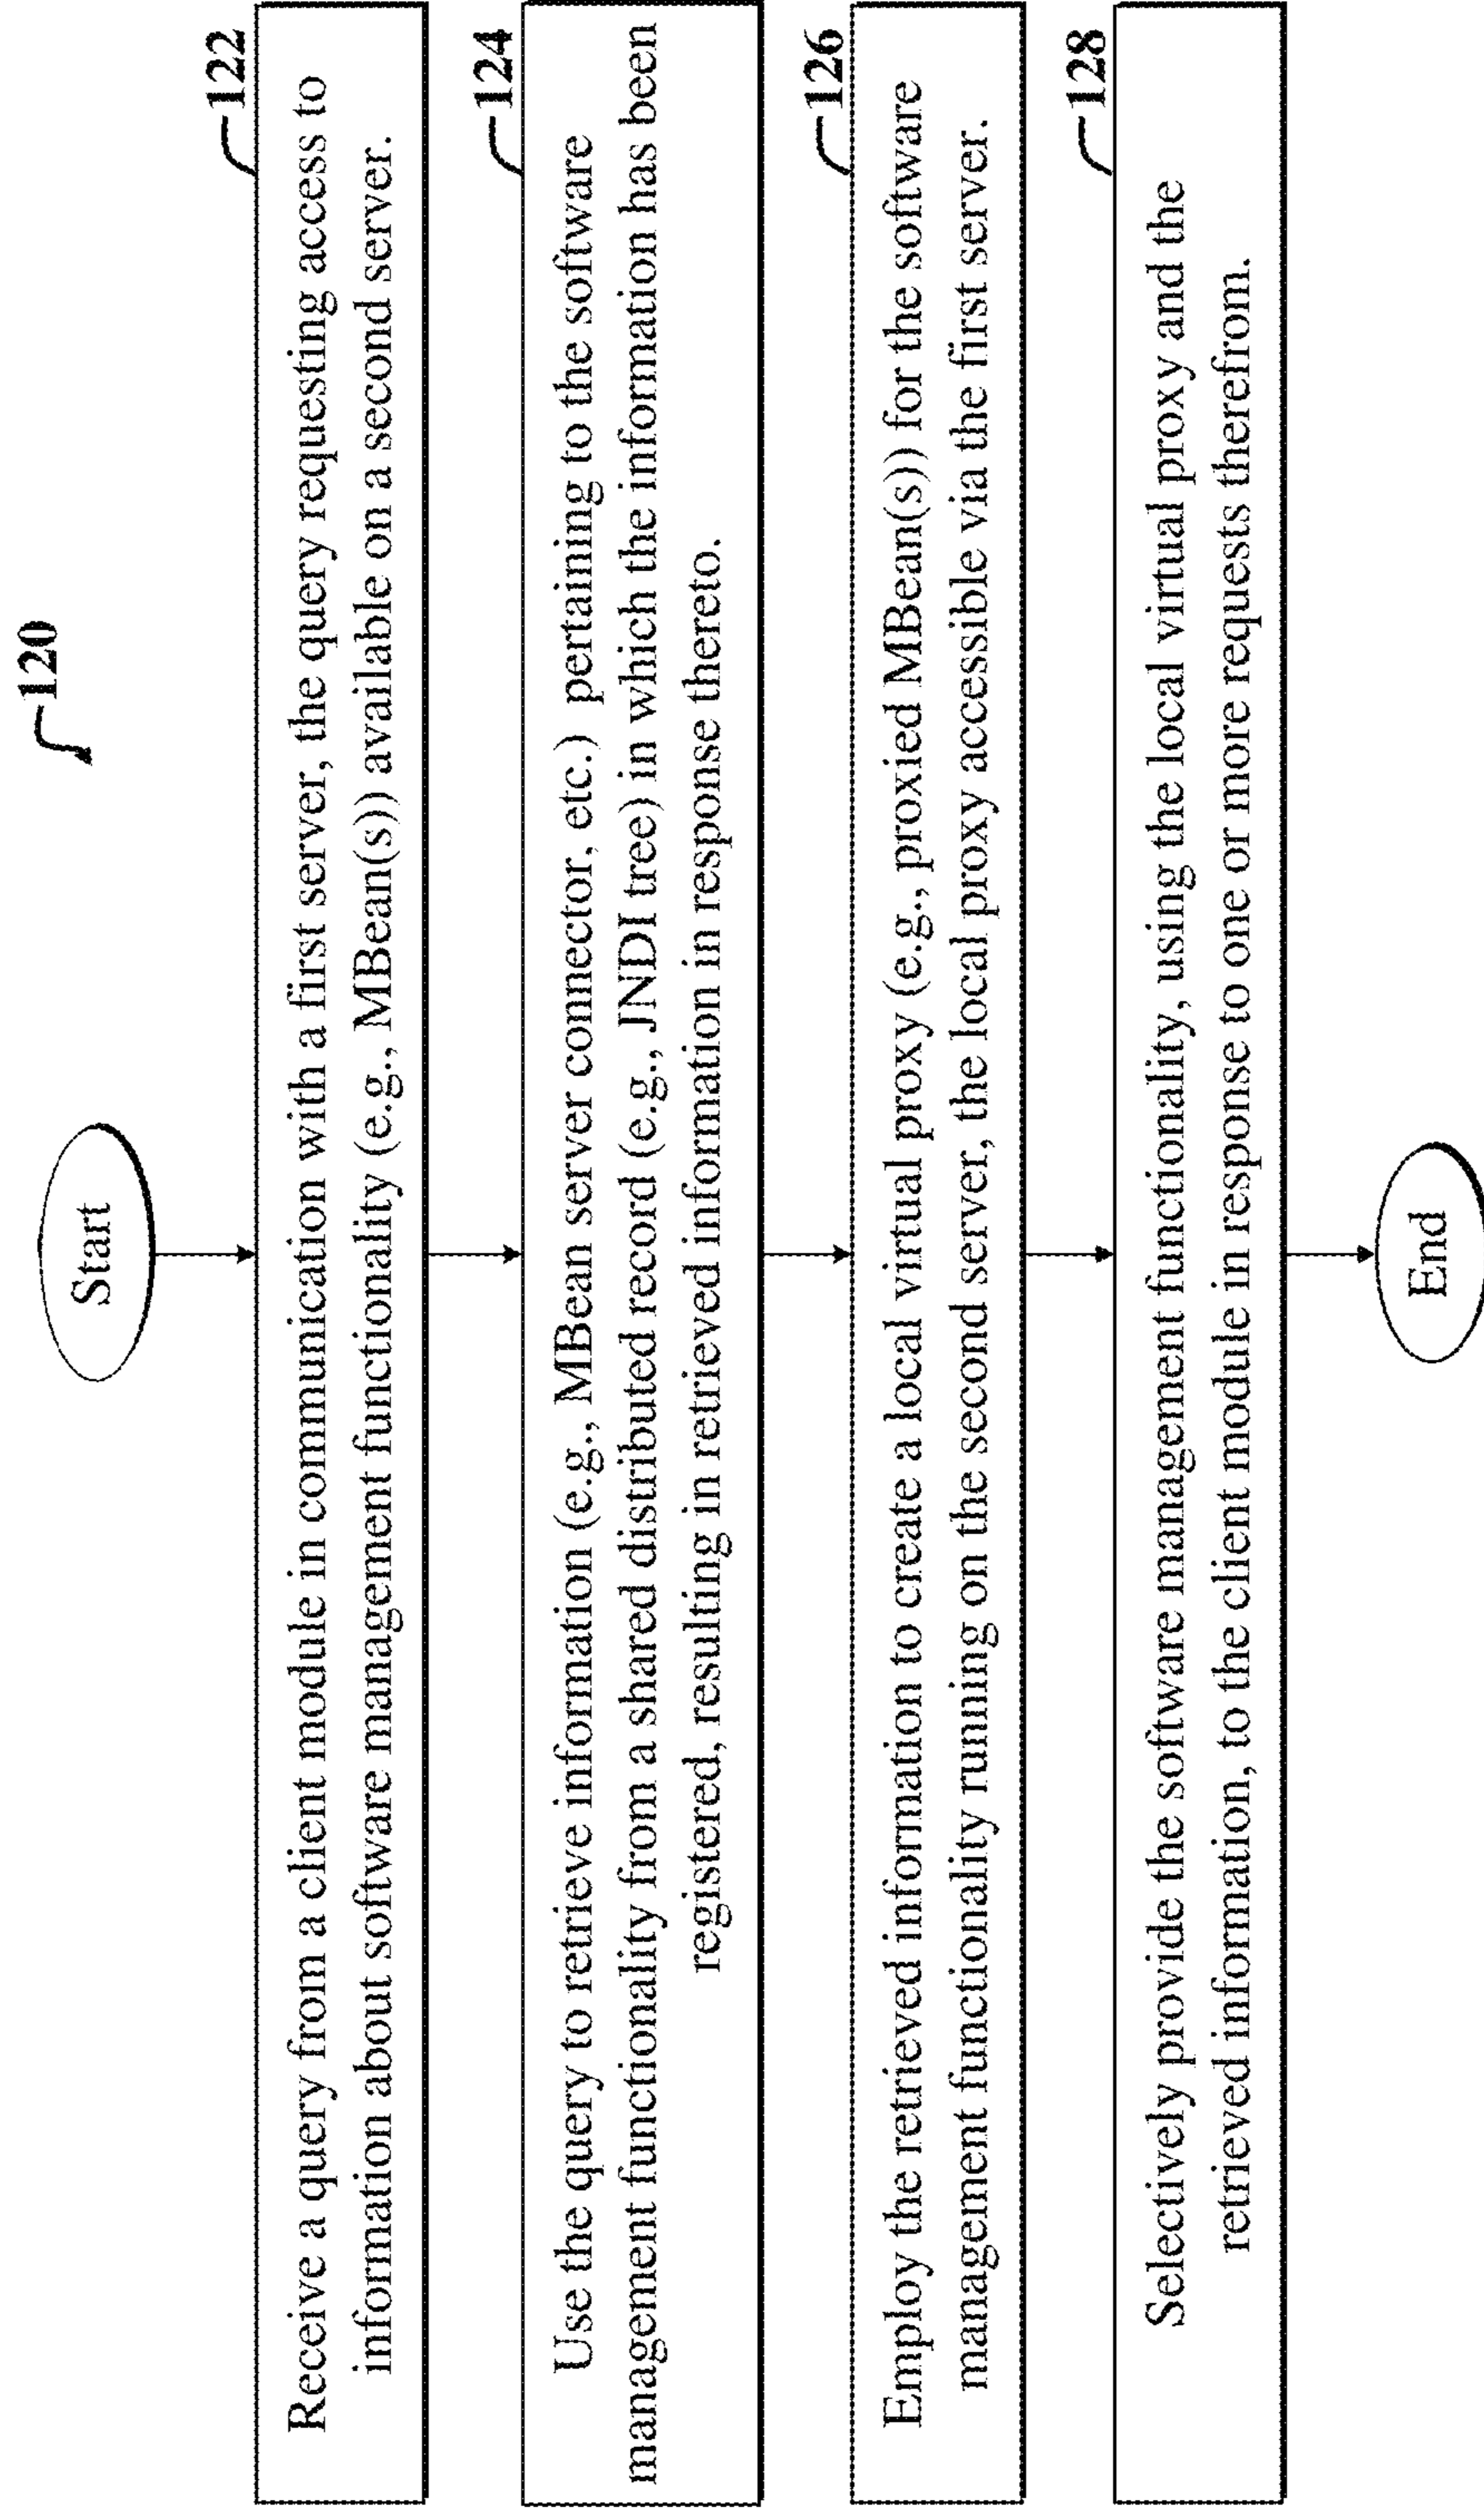 120
Start
122
Receive a query from a client module in communication with a first server, the query requesting access to
information about software management functionality (e.g., MBean(s)) available on a second server.
124
Use the query to retrieve information (e.g., MBean server connector, etc.) pertaining to the software
management functionality from a shared distributed record (e.g., JNDI tree) in which the information has been
registered, resulting in retrieved information in response thereto.
126
Employ the retrieved information to create a local virtual proxy (e.g., proxied MBean(s)) for the software
management functionality running on the second server, the local proxy accessible via the first server.
128
Selectively provide the software management functionality, using the local virtual proxy and the
retrieved information, to the client module in response to one or more requests therefrom.
End